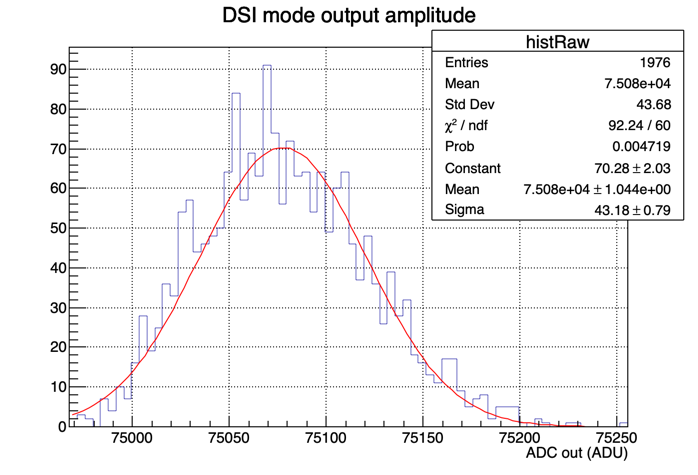 DSI mode output amplitude
histRaw
Entries 1976
Mean 7.508e+04
Std Dev 43.68
χ² / ndf 92.24 / 60
Prob 0.004719
Constant 70.28 ± 2.03
Mean 7.508e+04 ± 1.044e+00
Sigma 43.18 ± 0.79
90
80
70
60
50
40
30
20
10
0
75000 75050 75100 75150 75200 75250
ADC out (ADU)